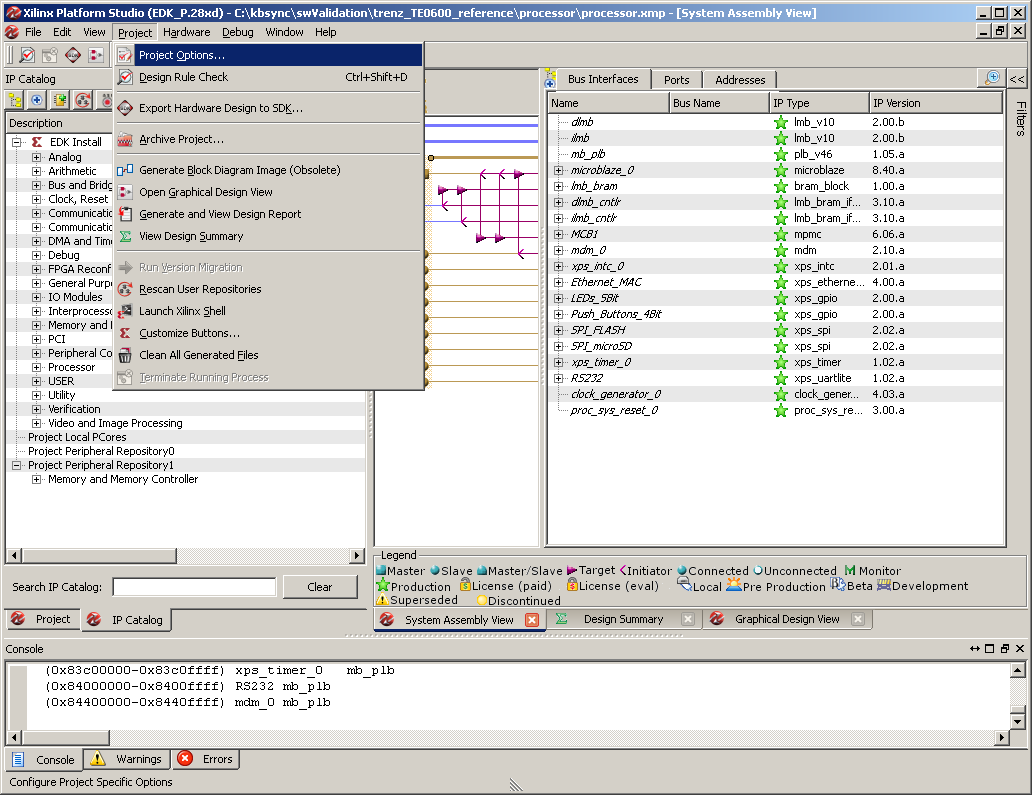 Xilinx Platform Studio (EDK_P.28xd) - C:\kbsync\swValidation\trenz_TE0600_reference\processor\processor.xmp - [System Assembly View]
File Edit View Project Hardware Debug Window Help
Project Options...
Design Rule Check Ctrl+Shift+D
Export Hardware Design to SDK...
Archive Project...
Generate Block Diagram Image (Obsolete)
Open Graphical Design View
Generate and View Design Report
View Design Summary
Run Version Migration
Rescan User Repositories
Launch Xilinx Shell
Customize Buttons...
Clean All Generated Files
Terminate Running Process
IP Catalog
Description
EDK Install
Analog
Arithmetic
Bus and Bridg
Clock, Reset
Communicatio
Communicatio
DMA and Time
Debug
FPGA Reconf
General Purpo
IO Modules
Interprocesso
Memory and
PCI
Peripheral Co
Processor
USER
Utility
Verification
Video and Image Processing
Project Local PCores
Project Peripheral Repository0
Project Peripheral Repository1
Memory and Memory Controller
Search IP Catalog: Clear
Project IP Catalog
Bus Interfaces Ports Addresses <<
Filters
Name Bus Name IP Type IP Version
dlmb lmb_v10 2.00.b
ilmb lmb_v10 2.00.b
mb_plb plb_v46 1.05.a
microblaze_0 microblaze 8.40.a
lmb_bram bram_block 1.00.a
dlmb_cntlr lmb_bram_if... 3.10.a
ilmb_cntlr lmb_bram_if... 3.10.a
MCB1 mpmc 6.06.a
mdm_0 mdm 2.10.a
xps_intc_0 xps_intc 2.01.a
Ethernet_MAC xps_etherne... 4.00.a
LEDs_5Bit xps_gpio 2.00.a
Push_Buttons_4Bit xps_gpio 2.00.a
SPI_FLASH xps_spi 2.02.a
SPI_microSD xps_spi 2.02.a
xps_timer_0 xps_timer 1.02.a
RS232 xps_uartlite 1.02.a
clock_generator_0 clock_gener... 4.03.a
proc_sys_reset_0 proc_sys_re... 3.00.a
Legend
Master Slave Master/Slave Target Initiator Connected Unconnected M Monitor
Production License (paid) License (eval) Local Pre Production Beta Development
Superseded Discontinued
System Assembly View Design Summary Graphical Design View
Console
(0x83c00000-0x83c0ffff) xps_timer_0 mb_plb
(0x84000000-0x8400ffff) RS232 mb_plb
(0x84400000-0x8440ffff) mdm_0 mb_plb
Console Warnings Errors
Configure Project Specific Options